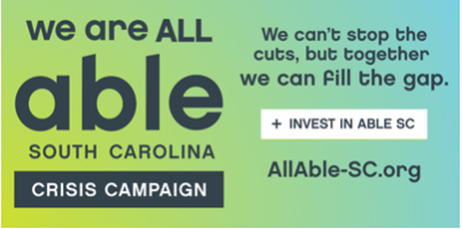 we are ALL
able
SOUTH CAROLINA
CRISIS CAMPAIGN
We can't stop the
cuts, but together
we can fill the gap.
+ INVEST IN ABLE SC
AllAble-SC.org